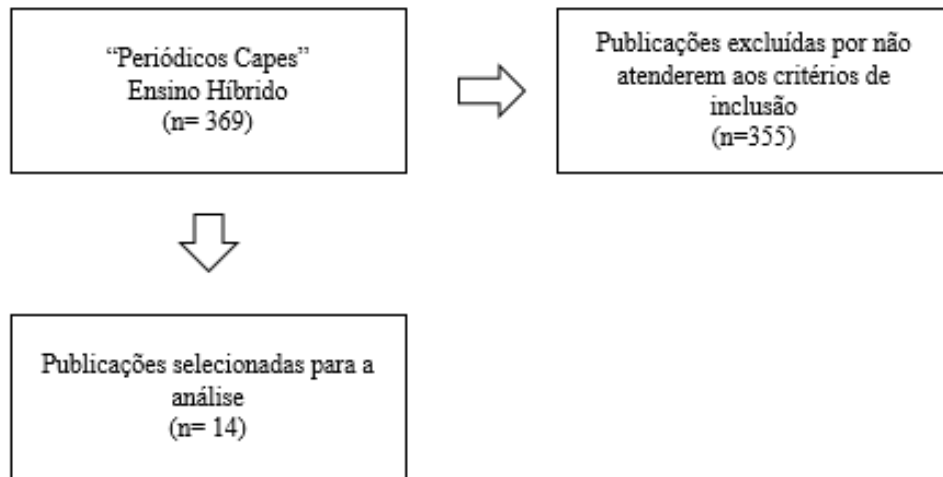 “Periódicos Capes”
Ensino Híbrido
(n= 369)
Publicações excluídas por não
atenderem aos critérios de
inclusão
(n=355)
Publicações selecionadas para a
análise
(n= 14)